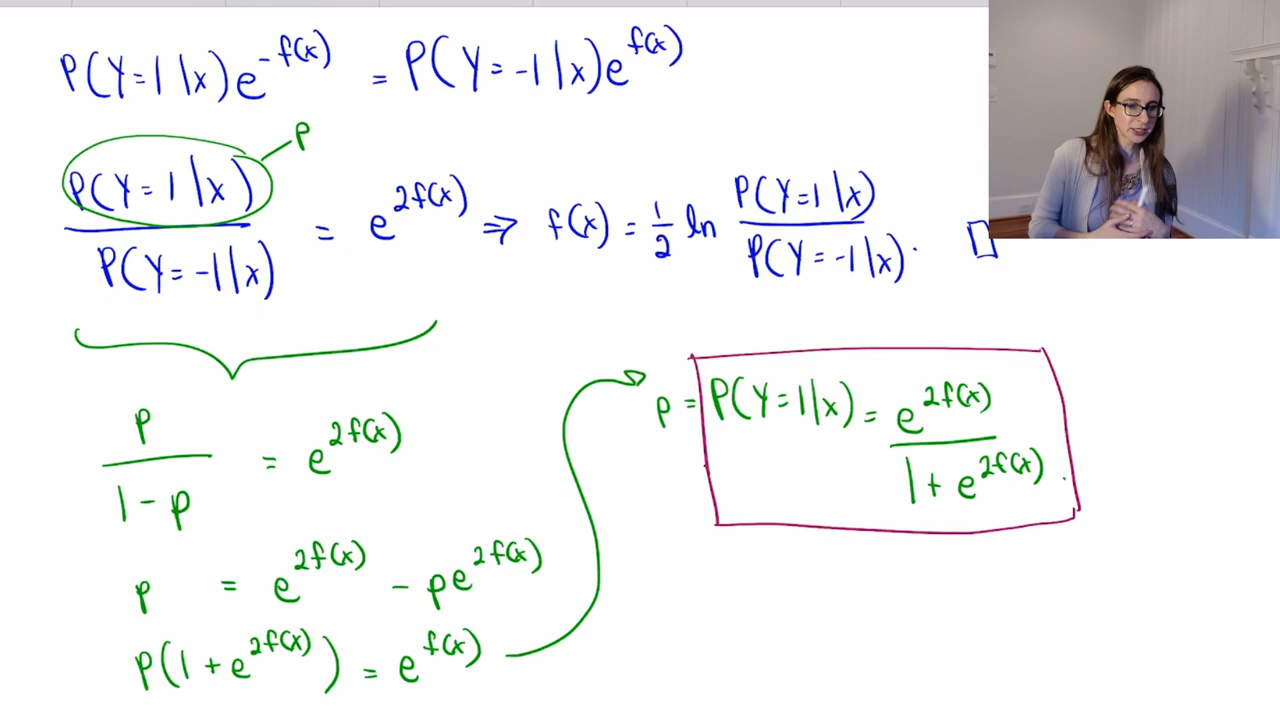 P(Y=1|x)e^{-f(x)} = P(Y=-1|x)e^{f(x)}
p
P(Y=1|x) / P(Y=-1|x) = e^{2f(x)} ⇒ f(x) = 1/2 ln P(Y=1|x) / P(Y=-1|x). □
p / 1-p = e^{2f(x)}
p = P(Y=1|x) = e^{2f(x)} / 1+e^{2f(x)}.
p = e^{2f(x)} - pe^{2f(x)}
p(1+e^{2f(x)}) = e^{f(x)}